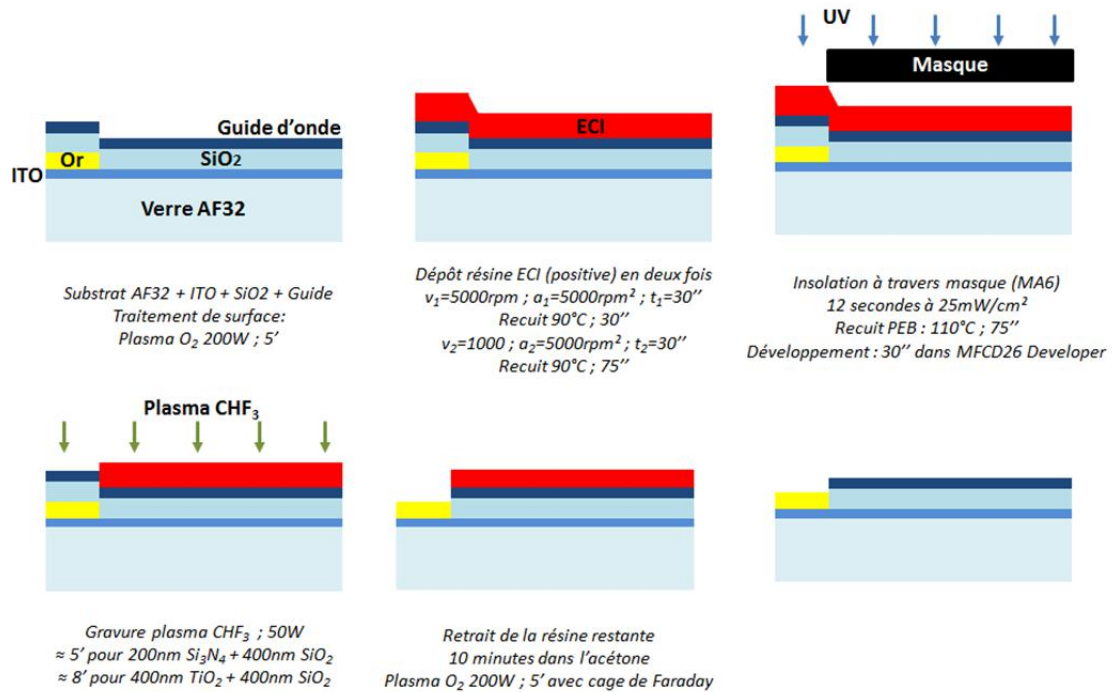 Guide d'onde
Or
SiO₂
ITO
Verre AF32
Substrat AF32 + ITO + SiO2 + Guide
Traitement de surface:
Plasma O₂ 200W ; 5’
ECI
Dépôt résine ECI (positive) en deux fois
v₁=5000rpm ; a₁=5000rpm² ; t₁=30’’
Recuit 90°C ; 30’’
v₂=1000 ; a₂=5000rpm² ; t₂=30’’
Recuit 90°C ; 75’’
UV
Masque
Insolation à travers masque (MA6)
12 secondes à 25mW/cm²
Recuit PEB : 110°C ; 75’’
Développement : 30’’ dans MFCD26 Developer
Plasma CHF₃
Gravure plasma CHF₃ ; 50W
≈ 5’ pour 200nm Si₃N₄ + 400nm SiO₂
≈ 8’ pour 400nm TiO₂ + 400nm SiO₂
Retrait de la résine restante
10 minutes dans l’acétone
Plasma O₂ 200W ; 5’ avec cage de Faraday